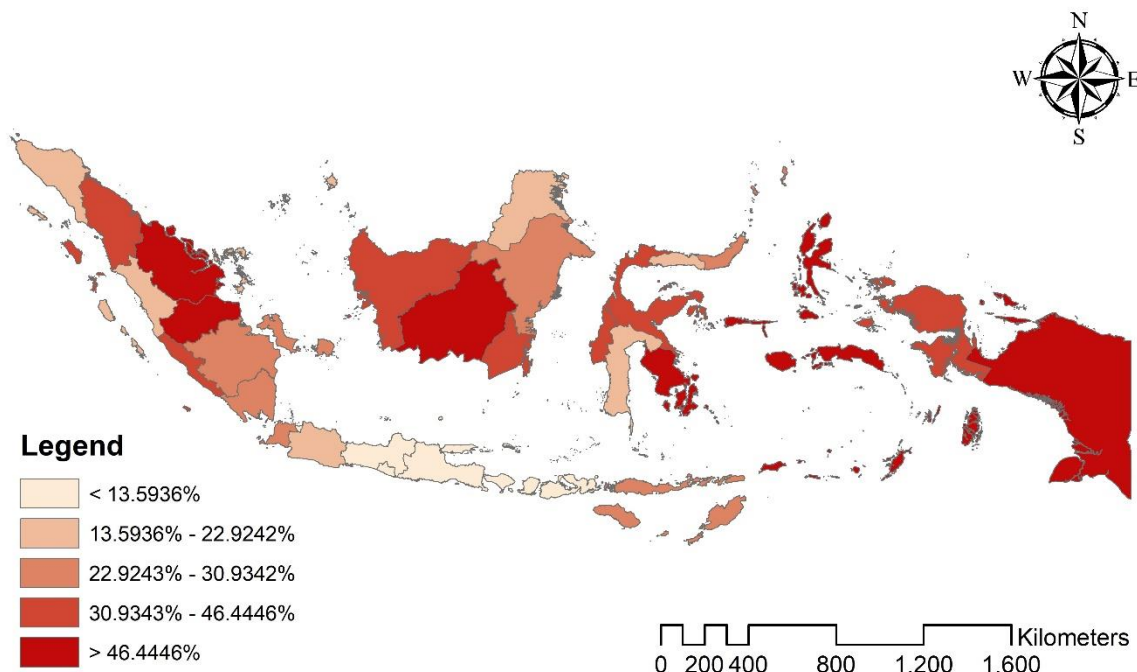 N
W E
S
Legend
< 13.5936%
13.5936% - 22.9242%
22.9243% - 30.9342%
30.9343% - 46.4446%
> 46.4446%
Kilometers
0 200 400 800 1,200 1,600